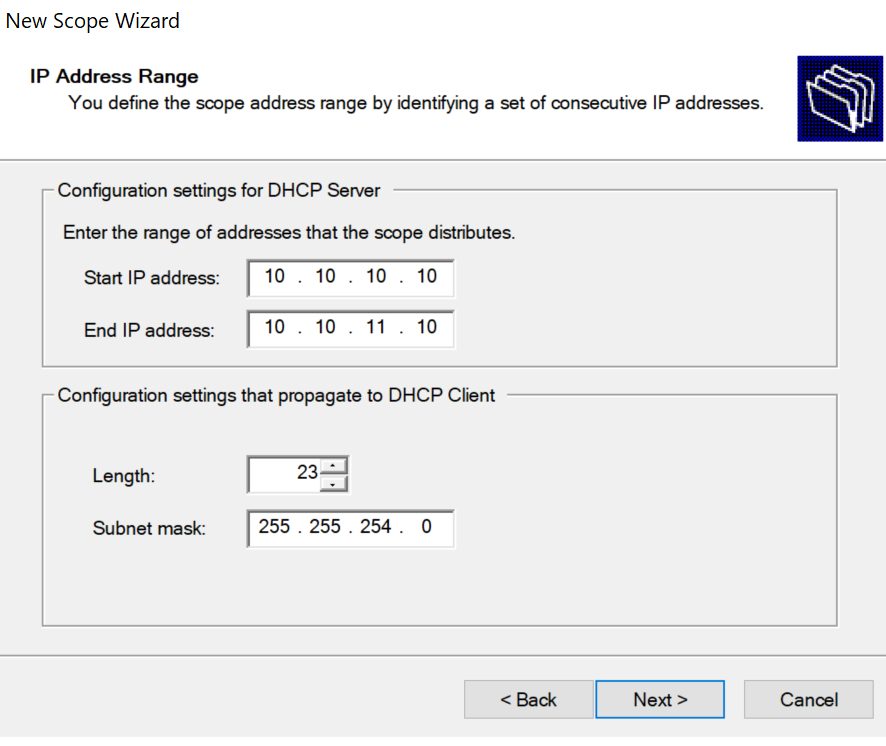 New Scope Wizard
IP Address Range
You define the scope address range by identifying a set of consecutive IP addresses.
Configuration settings for DHCP Server
Enter the range of addresses that the scope distributes.
Start IP address: 10 . 10 . 10 . 10
End IP address: 10 . 10 . 11 . 10
Configuration settings that propagate to DHCP Client
Length: 23
Subnet mask: 255 . 255 . 254 . 0
< Back Next > Cancel